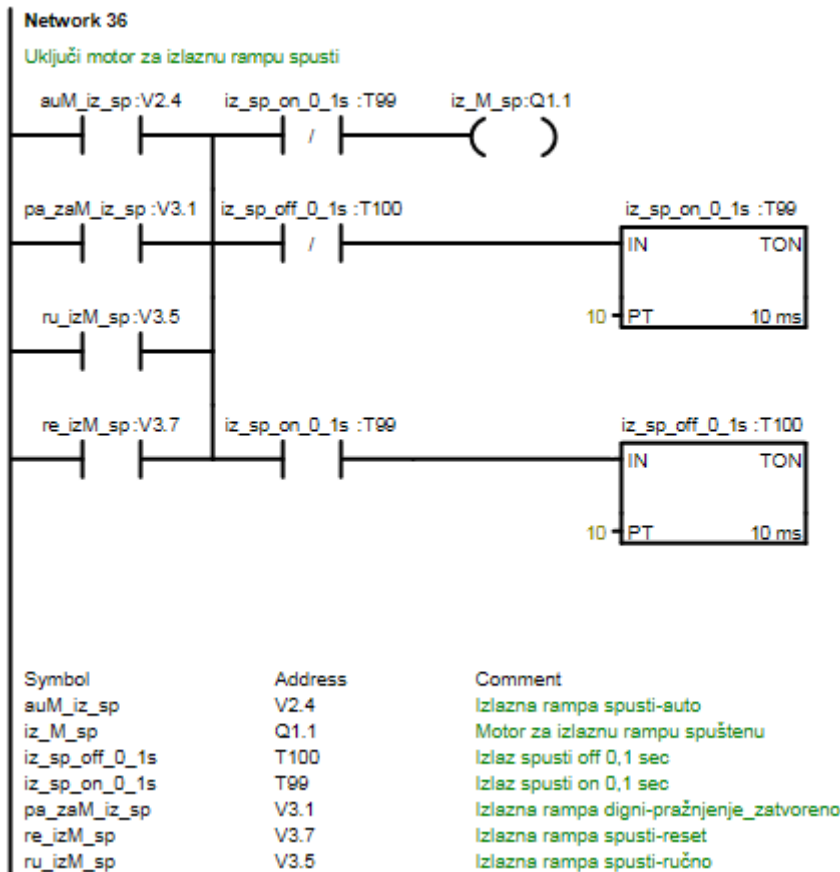 Network 36
Uključi motor za izlaznu rampu spusti
auM_iz_sp:V2.4 iz_sp_on_0_1s :T99 iz_M_sp:Q1.1
/
pa_zaM_iz_sp :V3.1 iz_sp_off_0_1s :T100 iz_sp_on_0_1s :T99
/ IN TON
ru_izM_sp:V3.5 10 PT 10 ms
re_izM_sp:V3.7 iz_sp_on_0_1s :T99 iz_sp_off_0_1s :T100
IN TON
10 PT 10 ms
Symbol Address Comment
auM_iz_sp V2.4 Izlazna rampa spusti-auto
iz_M_sp Q1.1 Motor za izlaznu rampu spuštenu
iz_sp_off_0_1s T100 Izlaz spusti off 0,1 sec
iz_sp_on_0_1s T99 Izlaz spusti on 0,1 sec
pa_zaM_iz_sp V3.1 Izlazna rampa digni-pražnjenje_zatvoreno
re_izM_sp V3.7 Izlazna rampa spusti-reset
ru_izM_sp V3.5 Izlazna rampa spusti-ručno